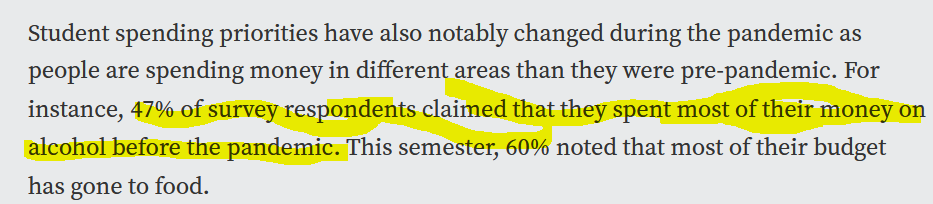 Student spending priorities have also notably changed during the pandemic as
people are spending money in different areas than they were pre-pandemic. For
instance, 47% of survey respondents claimed that they spent most of their money on
alcohol before the pandemic. This semester, 60% noted that most of their budget
has gone to food.